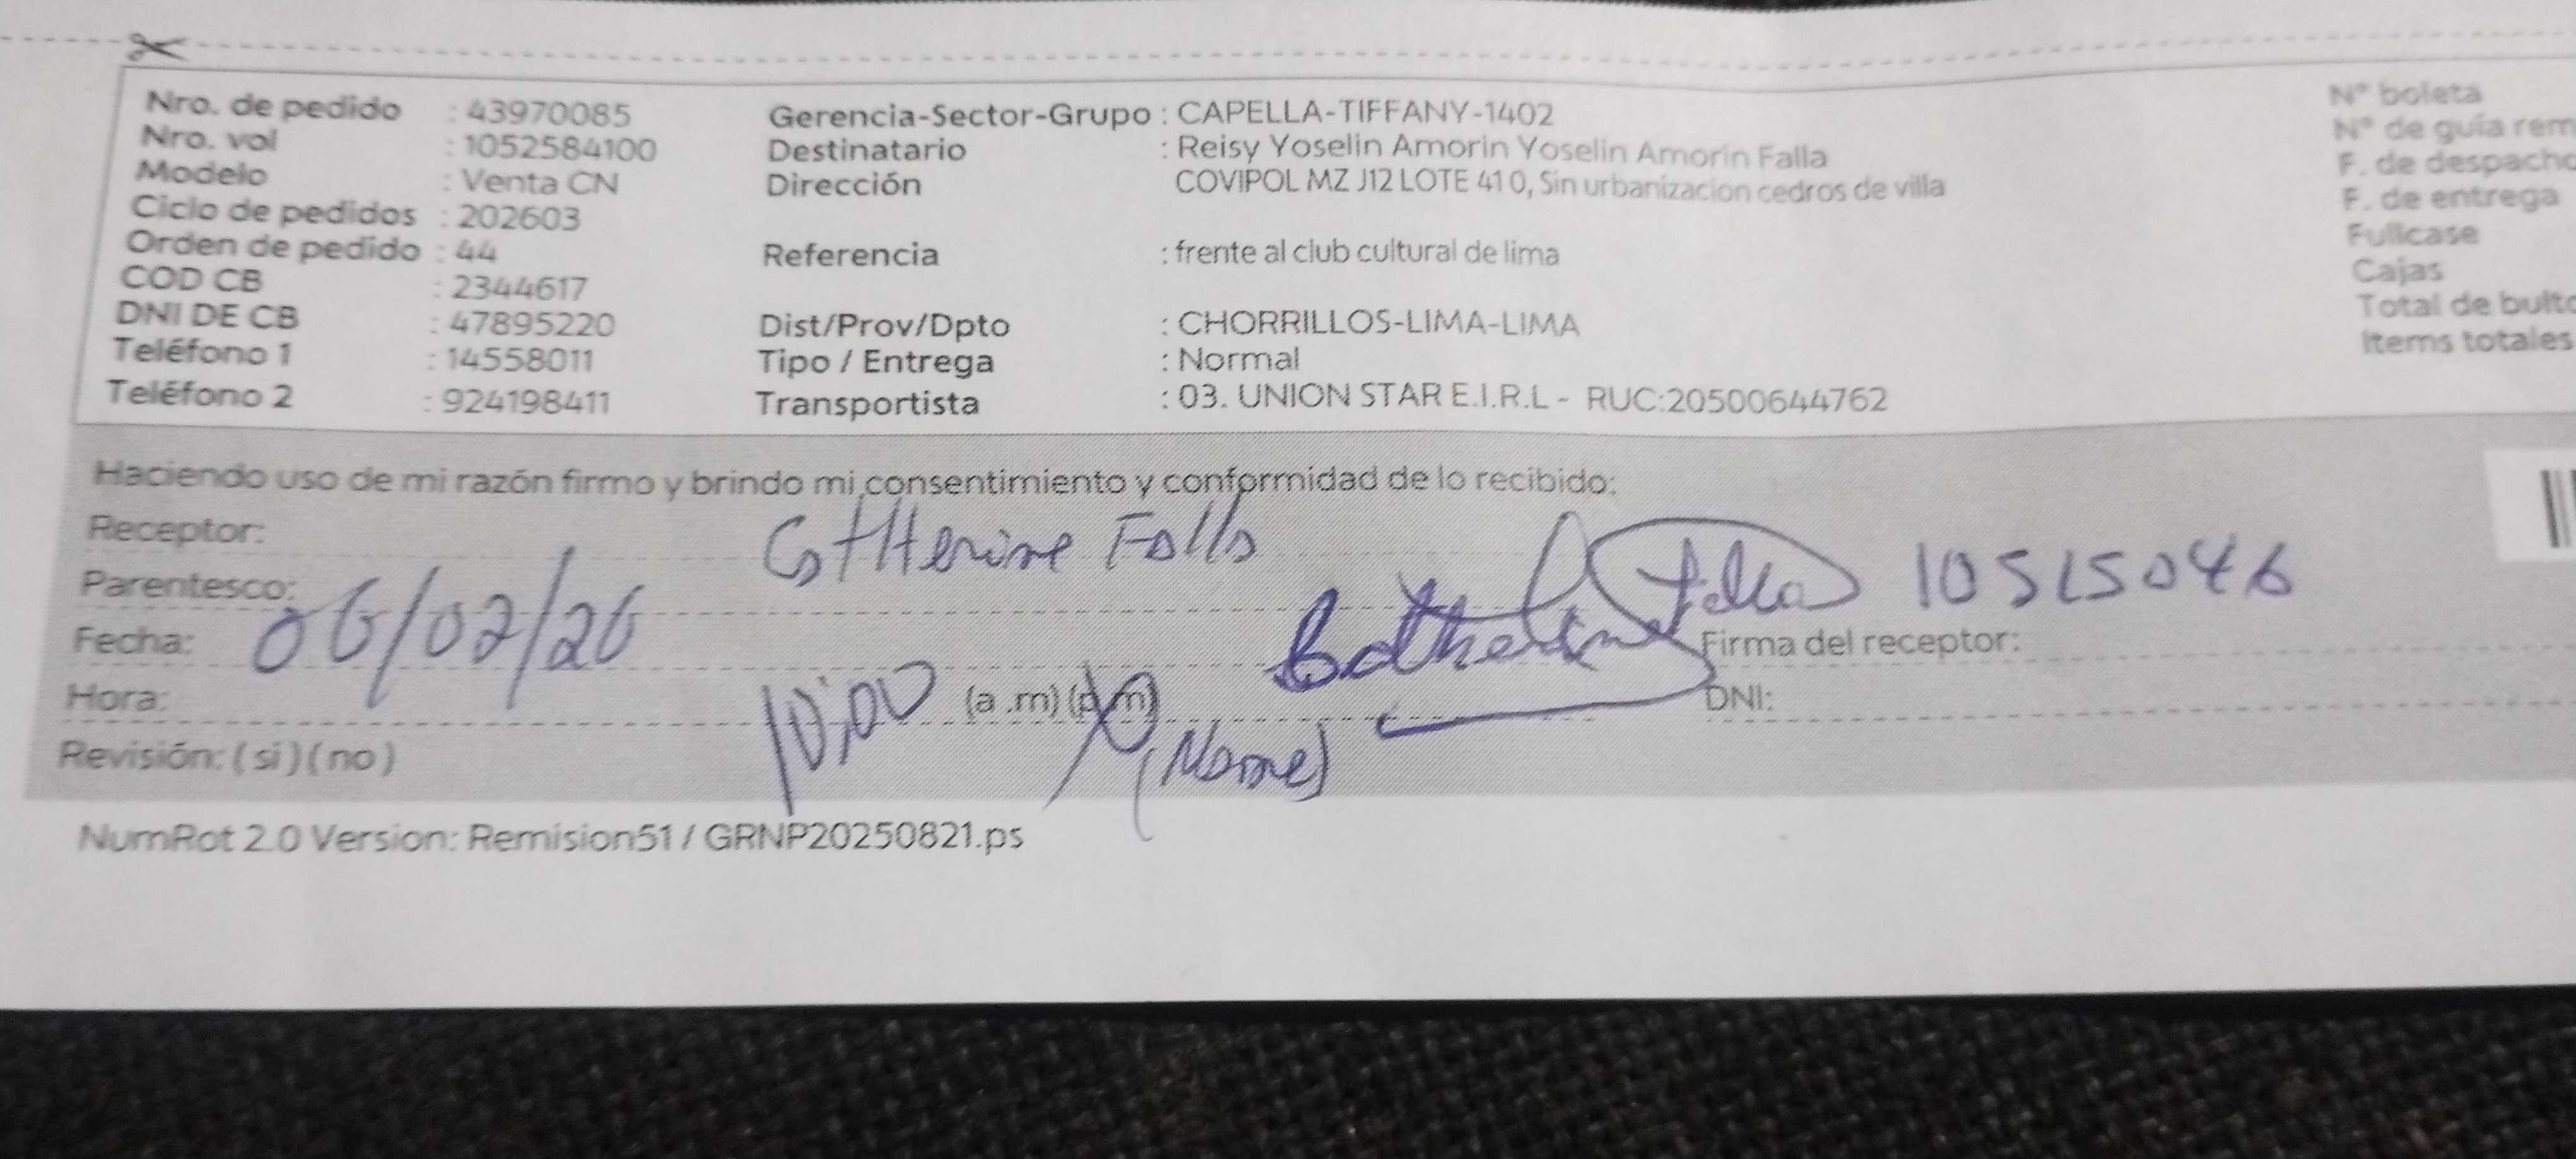 Nro. de pedido : 43970085
Nro. vol : 1052584100
Modelo : Venta CN
Ciclo de pedidos : 202603
Orden de pedido : 44
COD CB : 2344617
DNI DE CB : 47895220
Teléfono 1 : 14558011
Teléfono 2 : 924198411
Gerencia-Sector-Grupo : CAPELLA-TIFFANY-1402
Destinatario : Reisy Yoselin Amorin Yoselin Amorin Falla
Dirección COVIPOL MZ J12 LOTE 41 0, Sin urbanizacion cedros de villa
Referencia : frente al club cultural de lima
Dist/Prov/Dpto : CHORRILLOS-LIMA-LIMA
Tipo / Entrega : Normal
Transportista : 03. UNION STAR E.I.R.L - RUC:20500644762
N° boleta
N° de guía rem
F. de despacho
F. de entrega
Fullcase
Cajas
Total de bulto
Items totales
Haciendo uso de mi razón firmo y brindo mi consentimiento y conformidad de lo recibido:
Receptor: Catherine Falla
Parentesco:
Fecha: 06/02/26
Catherine Falla 10515046
Firma del receptor:
Hora: 10:00 (a .m) (p.m)
DNI:
Revisión: ( si ) ( no )
NumRot 2.0 Version: Remision51 / GRNP20250821.ps